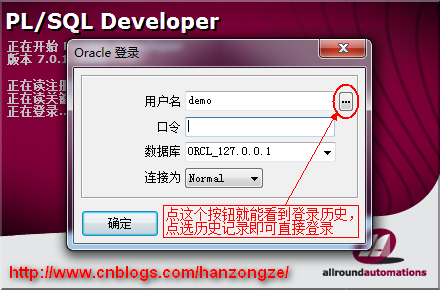 PL/SQL Developer
正在开始
版本 7.0.1
正在读注册
正在读关键
正在登录...
Oracle 登录
用户名
demo
...
口令
数据库
ORCL_127.0.0.1
连接为
Normal
确定
点这个按钮就能看到登录历史,
点选历史记录即可直接登录
http://www.cnblogs.com/hanzongze/
allroundautomations